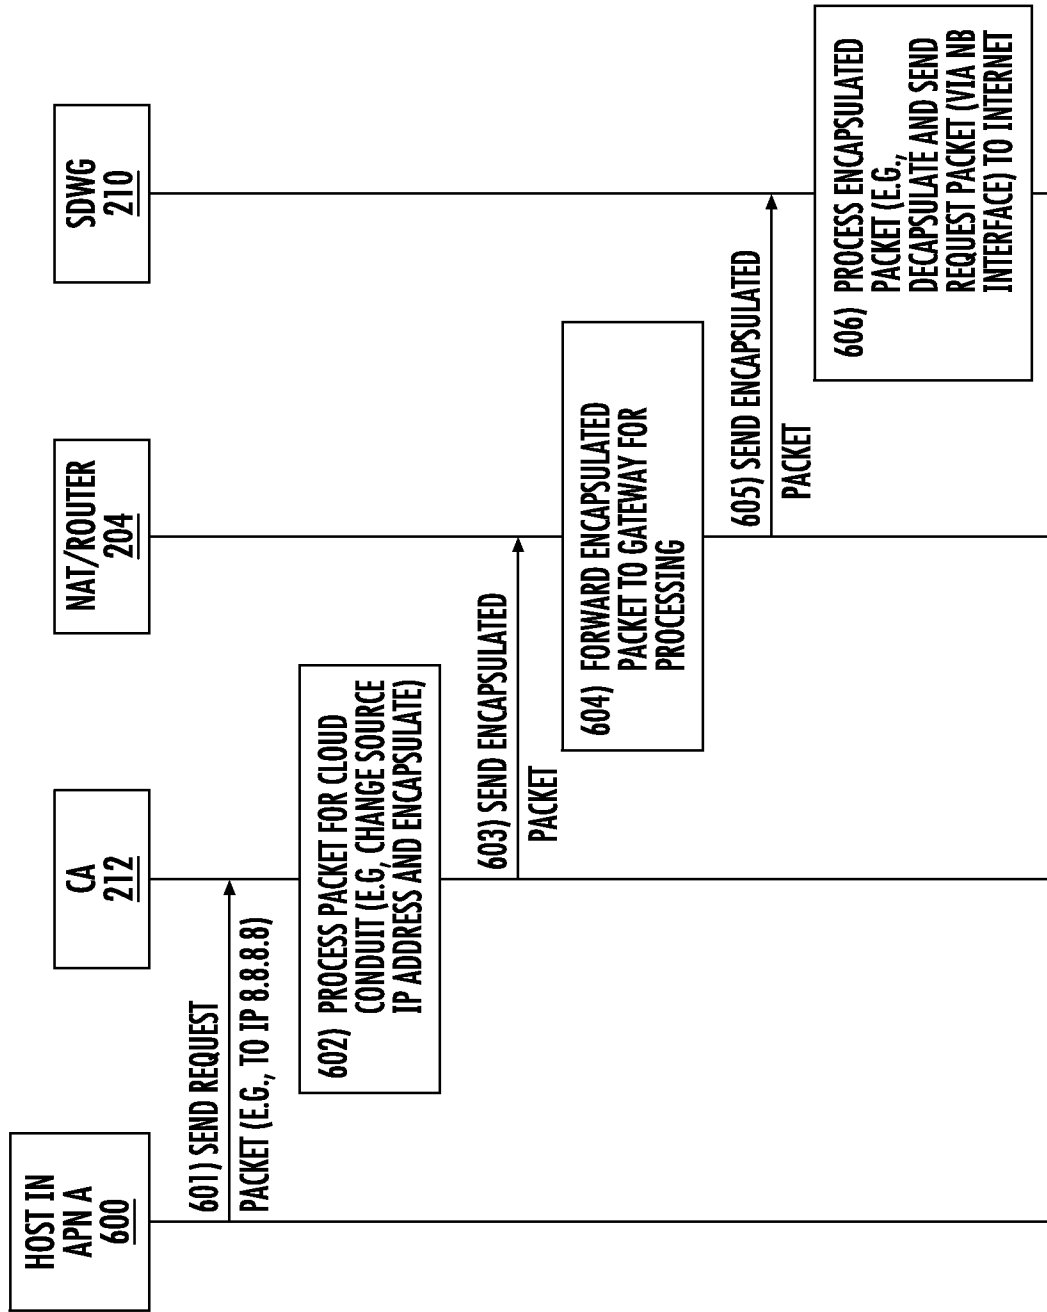 HOST IN
APN A
600
CA
212
NAT/ROUTER
204
SDWG
210
601) SEND REQUEST
PACKET (E.G., TO IP 8.8.8.8)
602) PROCESS PACKET FOR CLOUD
CONDUIT (E.G, CHANGE SOURCE
IP ADDRESS AND ENCAPSULATE)
603) SEND ENCAPSULATED
PACKET
604) FORWARD ENCAPSULATED
PACKET TO GATEWAY FOR
PROCESSING
605) SEND ENCAPSULATED
PACKET
606) PROCESS ENCAPSULATED
PACKET (E.G.,
DECAPSULATE AND SEND
REQUEST PACKET (VIA NB
INTERFACE) TO INTERNET